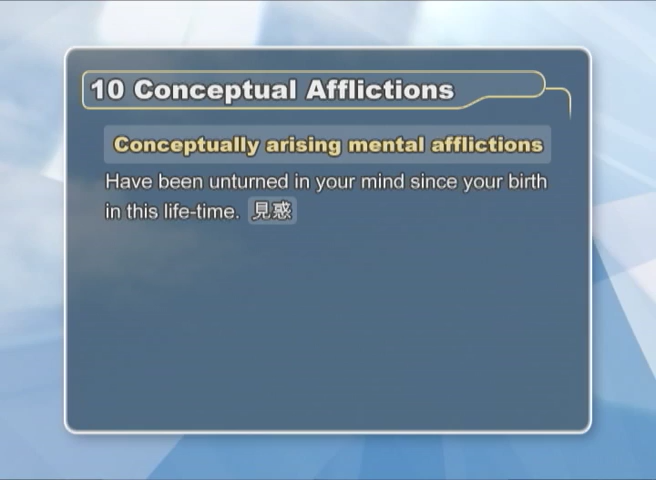 10 Conceptual Afflictions
Conceptually arising mental afflictions
Have been unturned in your mind since your birth
in this life-time. 見惑